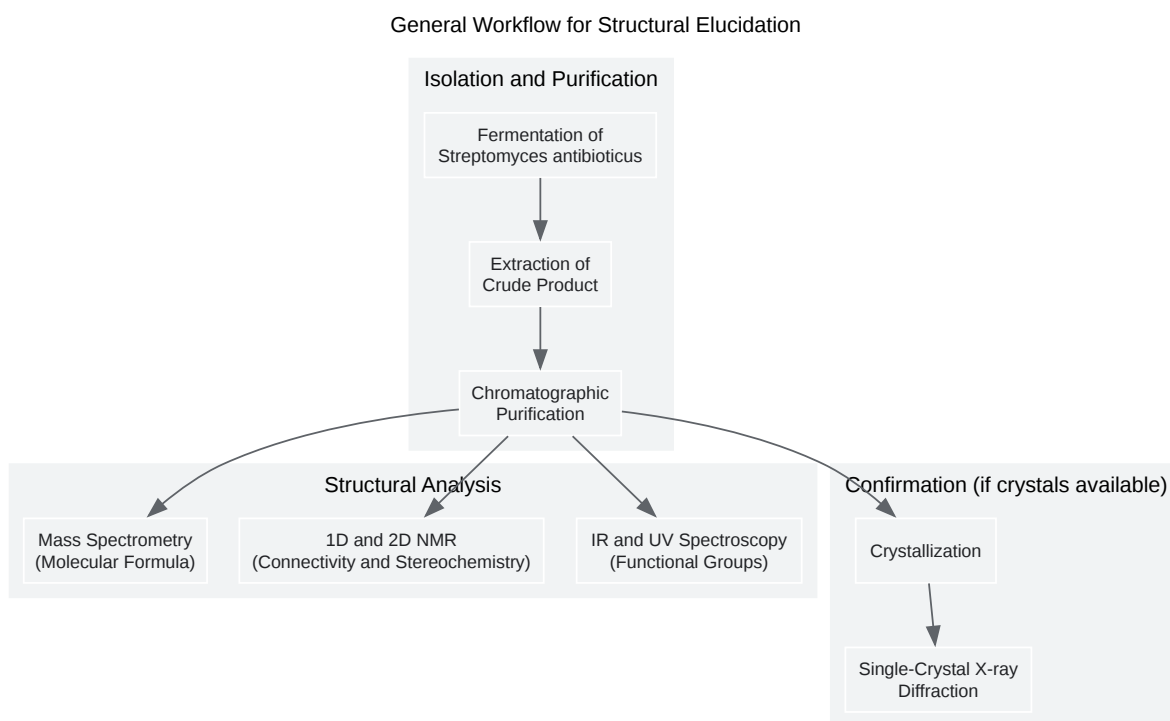 General Workflow for Structural Elucidation
Isolation and Purification
Fermentation of
Streptomyces antibioticus
Extraction of
Crude Product
Chromatographic
Purification
Structural Analysis
Mass Spectrometry
(Molecular Formula)
1D and 2D NMR
(Connectivity and Stereochemistry)
IR and UV Spectroscopy
(Functional Groups)
Confirmation (if crystals available)
Crystallization
Single-Crystal X-ray
Diffraction